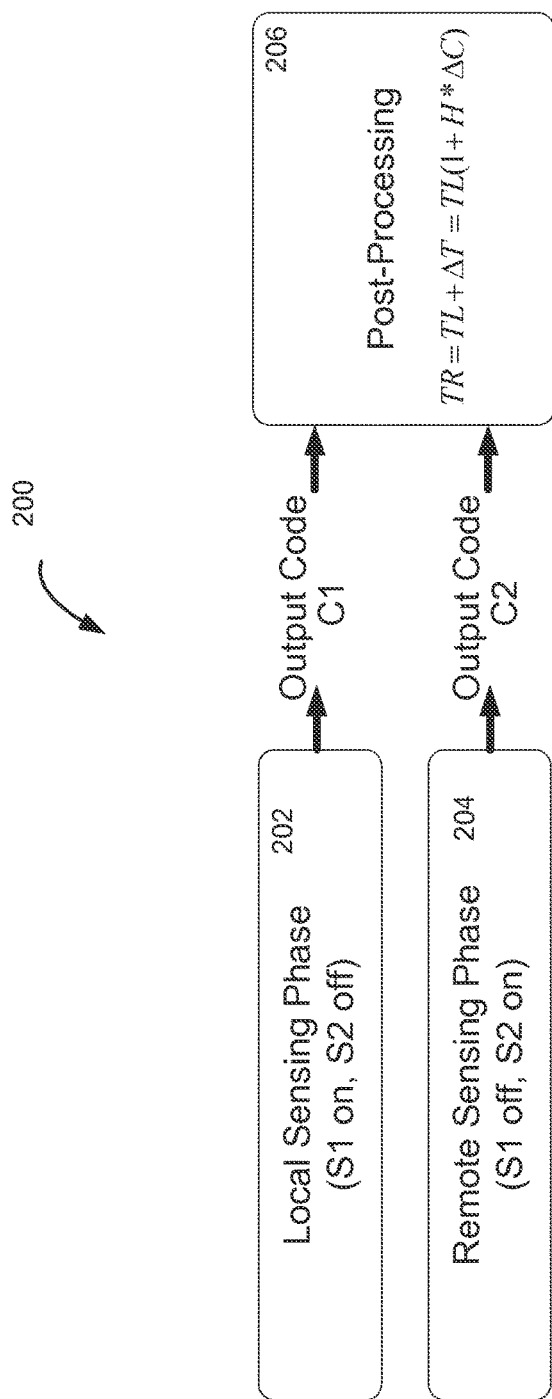 200
Local Sensing Phase
(S1 on, S2 off)
202
Output Code
C1
Remote Sensing Phase
(S1 off, S2 on)
204
Output Code
C2
206
Post-Processing
TR = TL + ΔT = TL(1 + H * ΔC)